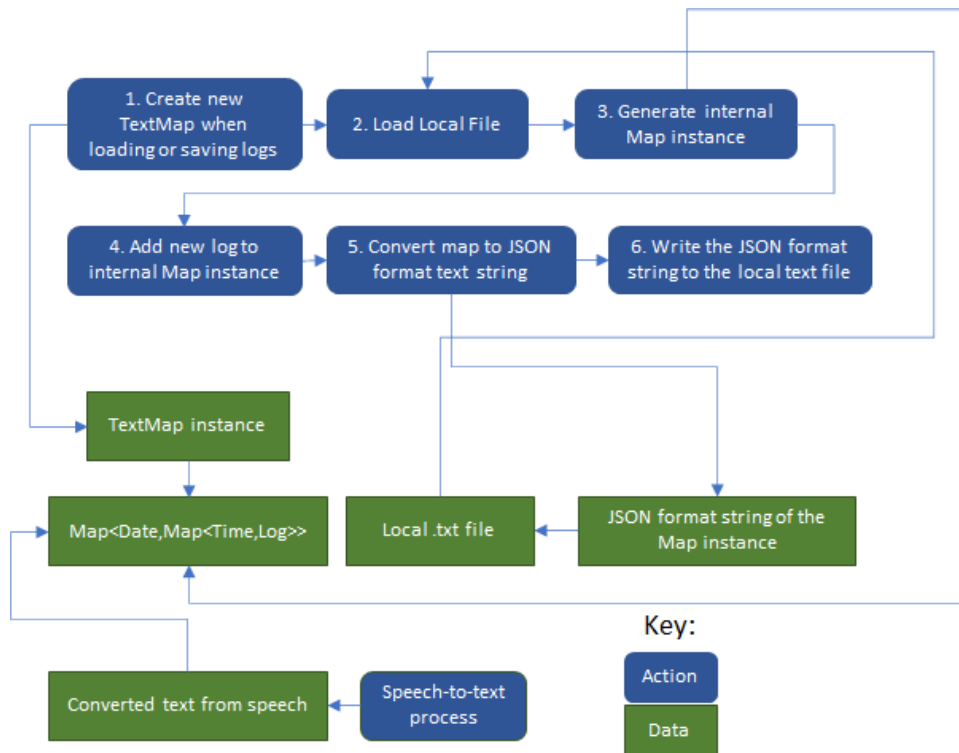 1. Create new
TextMap when
loading or saving logs
2. Load Local File
3. Generate internal
Map instance
4. Add new log to
internal Map instance
5. Convert map to JSON
format text string
6. Write the JSON format
string to the local text file
TextMap instance
Map<Date,Map<Time,Log>>
Local .txt file
JSON format string of the
Map instance
Converted text from speech
Speech-to-text
process
Key:
Action
Data